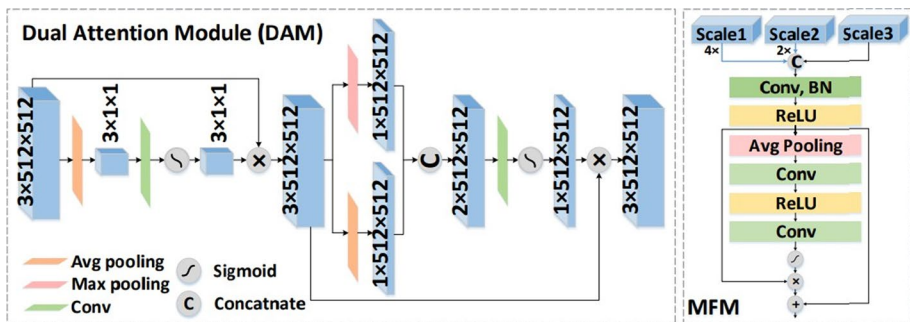 Dual Attention Module (DAM)
3×512×512
3×1×1
3×1×1
×
3×512×512
1×512×512
1×512×512
C
2×512×512
1×512×512
×
3×512×512
Avg pooling
Max pooling
Conv
Sigmoid
C Concatnate
Scale1
Scale2
Scale3
4×
2×
C
Conv, BN
ReLU
Avg Pooling
Conv
ReLU
Conv
×
+
MFM